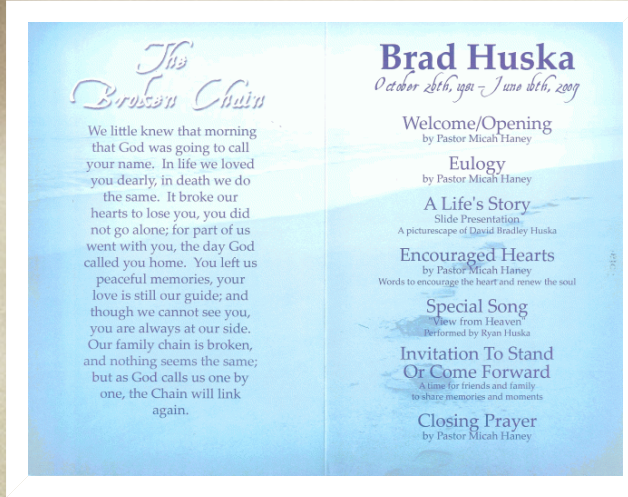 The
Broken Chain
We little knew that morning
that God was going to call
your name. In life we loved
you dearly, in death we do
the same. It broke our
hearts to lose you, you did
not go alone; for part of us
went with you, the day God
called you home. You left us
peaceful memories, your
love is still our guide; and
though we cannot see you,
you are always at our side.
Our family chain is broken,
and nothing seems the same;
but as God calls us one by
one, the Chain will link
again.
Brad Huska
October 26th, 1981 - June 16th, 2009
Welcome/Opening
by Pastor Micah Haney
Eulogy
by Pastor Micah Haney
A Life's Story
Slide Presentation
A picturescape of David Bradley Huska
Encouraged Hearts
by Pastor Micah Haney
Words to encourage the heart and renew the soul
Special Song
"View from Heaven"
Performed by Ryan Huska
Invitation To Stand
Or Come Forward
A time for friends and family
to share memories and moments
Closing Prayer
by Pastor Micah Haney